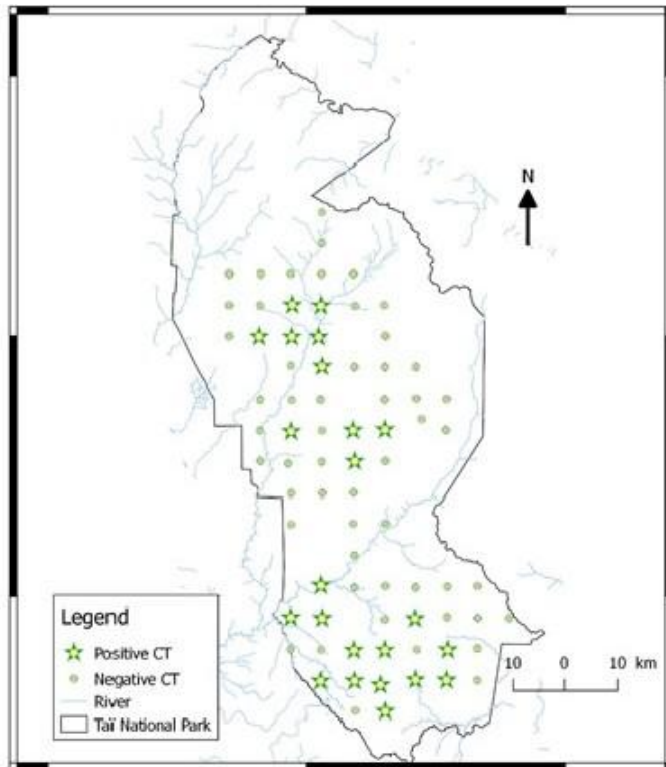 N
Legend
Positive CT
Negative CT
River
Taï National Park
10 0 10 km